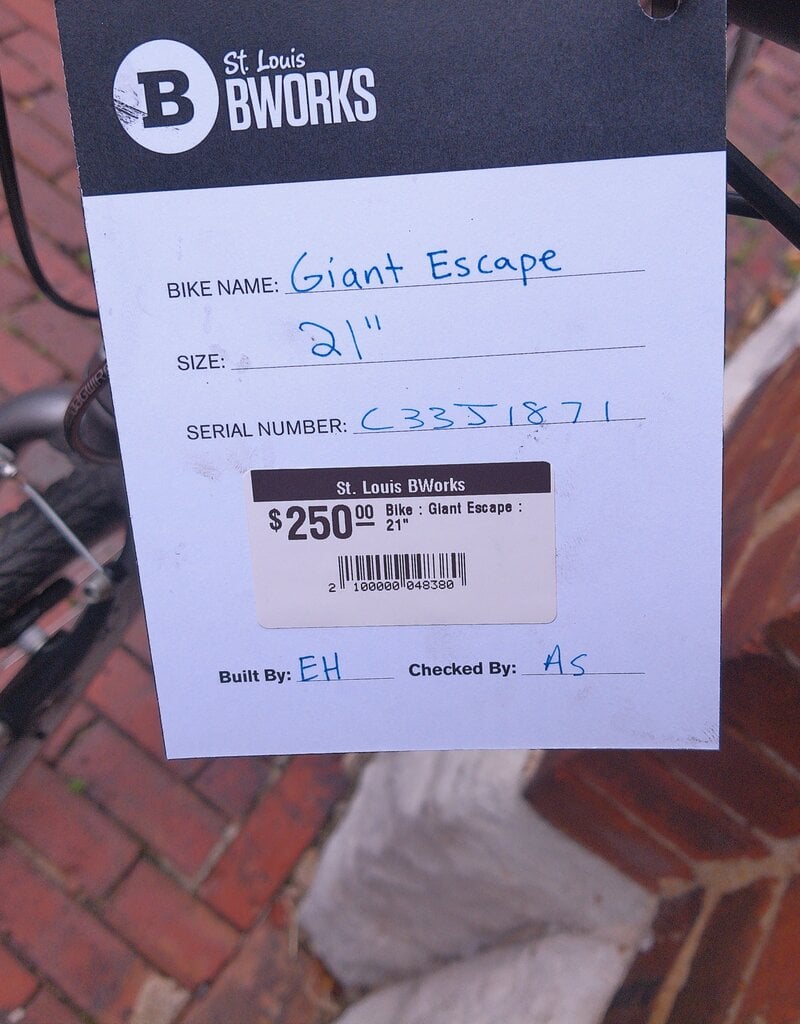 B
St. Louis
BWORKS
BIKE NAME: Giant Escape
SIZE: 21"
SERIAL NUMBER: C33J1871
St. Louis BWorks
$250.00 Bike : Giant Escape :
21"
2 100000 048380
Built By: EH Checked By: AS